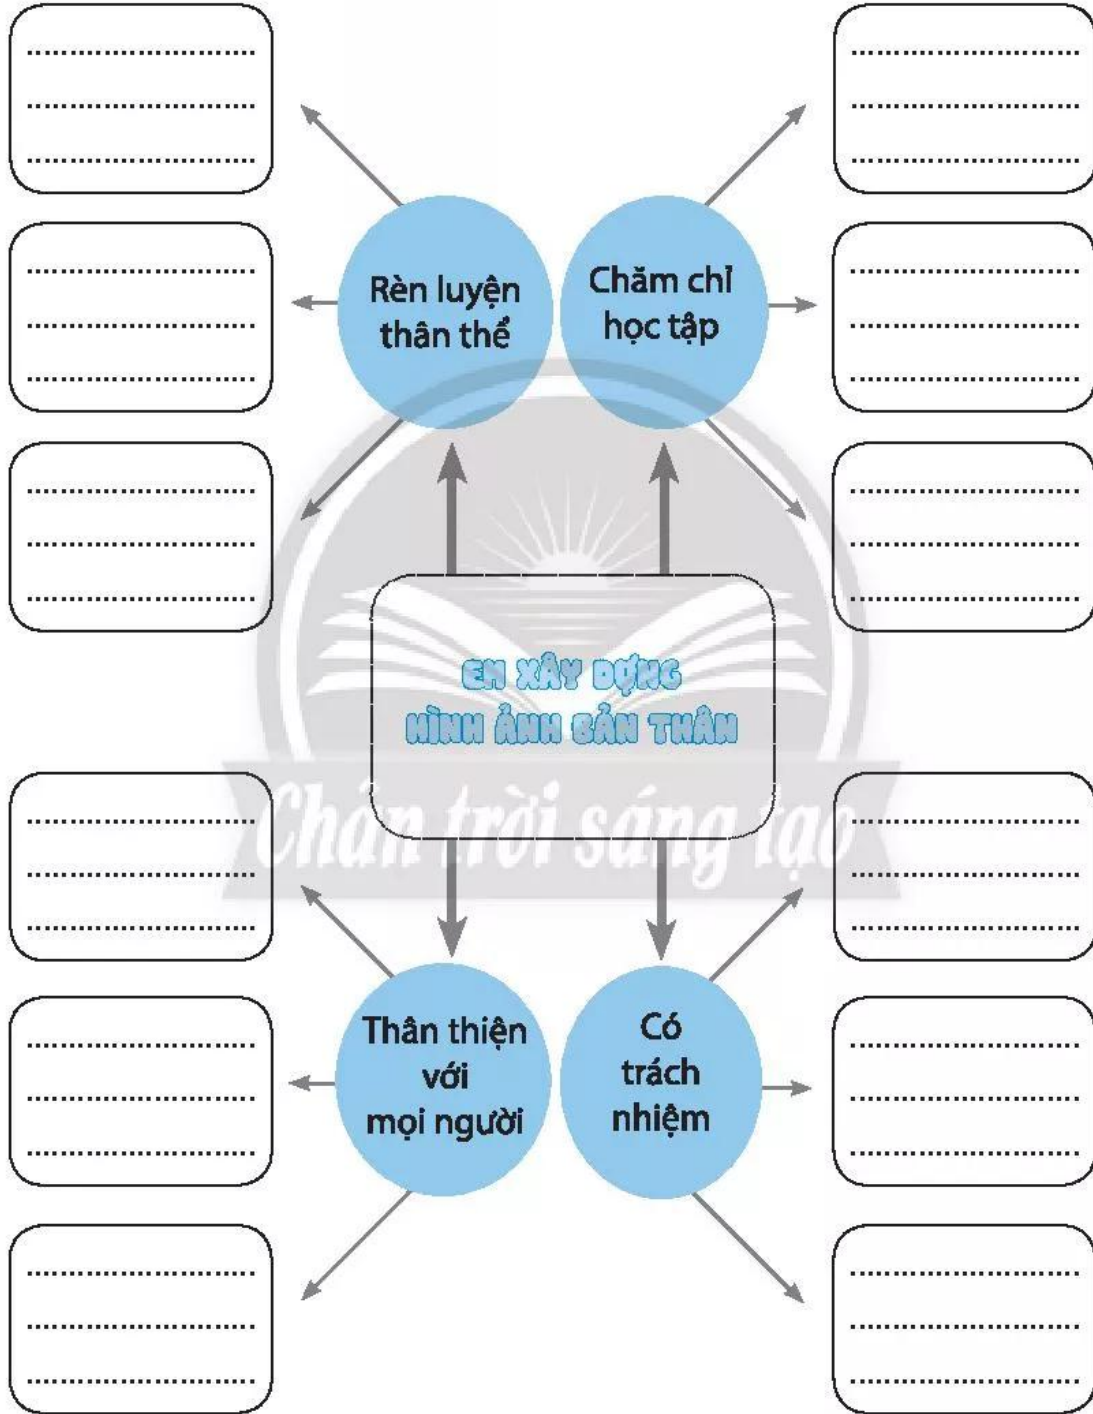 Rèn luyện
thân thể
Chăm chỉ
học tập
EM XÂY DỰNG
HÌNH ẢNH BẢN THÂN
Chân trời sáng tạo
Thân thiện
với
mọi người
Có
trách
nhiệm